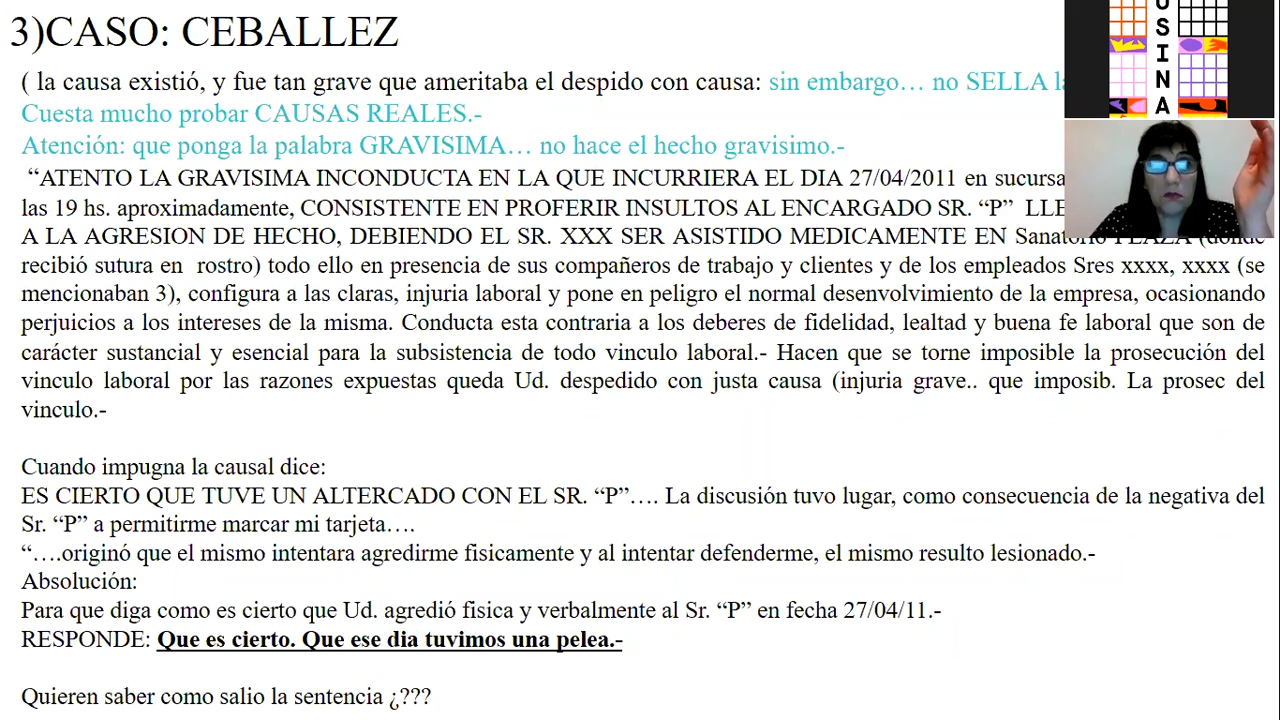 3)CASO: CEBALLEZ
( la causa existió, y fue tan grave que ameritaba el despido con causa: sin embargo… no SELLA
Cuesta mucho probar CAUSAS REALES.-
Atención: que ponga la palabra GRAVISIMA… no hace el hecho gravisimo.-
“ATENTO LA GRAVISIMA INCONDUCTA EN LA QUE INCURRIERA EL DIA 27/04/2011 en
las 19 hs. aproximadamente, CONSISTENTE EN PROFERIR INSULTOS AL ENCARGADO SR. “P”
A LA AGRESION DE HECHO, DEBIENDO EL SR. XXX SER ASISTIDO MEDICAMENTE EN Sanatorio PLAZA (donde
recibió sutura en rostro) todo ello en presencia de sus compañeros de trabajo y clientes y de los empleados Sres xxxx, xxxx (se
mencionaban 3), configura a las claras, injuria laboral y pone en peligro el normal desenvolvimiento de la empresa, ocasionando
perjuicios a los intereses de la misma. Conducta esta contraria a los deberes de fidelidad, lealtad y buena fe laboral que son de
carácter sustancial y esencial para la subsistencia de todo vinculo laboral.- Hacen que se torne imposible la prosecución del
vinculo laboral por las razones expuestas queda Ud. despedido con justa causa (injuria grave.. que imposib. La prosec del
vinculo.-
Cuando impugna la causal dice:
ES CIERTO QUE TUVE UN ALTERCADO CON EL SR. “P”…. La discusión tuvo lugar, como consecuencia de la negativa del
Sr. “P” a permitirme marcar mi tarjeta….
“….originó que el mismo intentara agredirme fisicamente y al intentar defenderme, el mismo resulto lesionado.-
Absolución:
Para que diga como es cierto que Ud. agredió fisica y verbalmente al Sr. “P” en fecha 27/04/11.-
RESPONDE: Que es cierto. Que ese dia tuvimos una pelea.-
Quieren saber como salio la sentencia ¿???
U
S
I
N
A